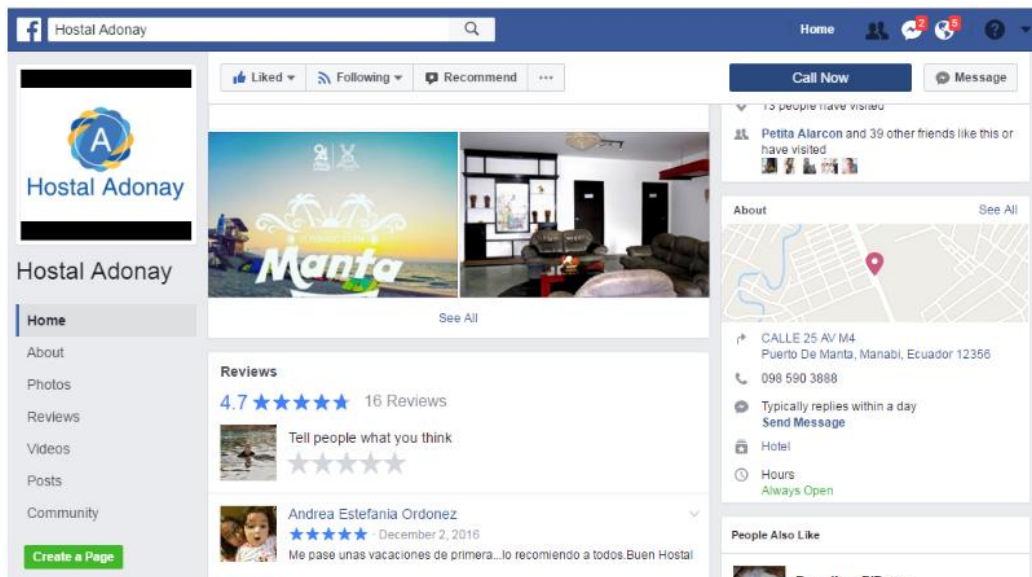 f
Hostal Adonay
Home
2
5
?
A
Hostal Adonay
Hostal Adonay
Home
About
Photos
Reviews
Videos
Posts
Community
Create a Page
Liked
Following
Recommend
...
Call Now
Message
Manta
See All
Reviews
4.7 16 Reviews
Tell people what you think
Andrea Estefania Ordonez
· December 2, 2016
Me pase unas vacaciones de primera...lo recomiendo a todos.Buen Hostal
13 people have visited
Petita Alarcon and 39 other friends like this or
have visited
About
See All
CALLE 25 AV M4
Puerto De Manta, Manabi, Ecuador 12356
098 590 3888
Typically replies within a day
Send Message
Hotel
Hours
Always Open
People Also Like